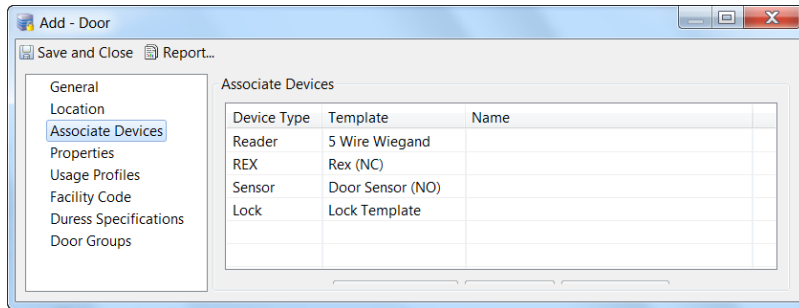 Add - Door
Save and Close Report...
General
Location
Associate Devices
Properties
Usage Profiles
Facility Code
Duress Specifications
Door Groups
Associate Devices
Device Type Template Name
Reader 5 Wire Wiegand
REX Rex (NC)
Sensor Door Sensor (NO)
Lock Lock Template